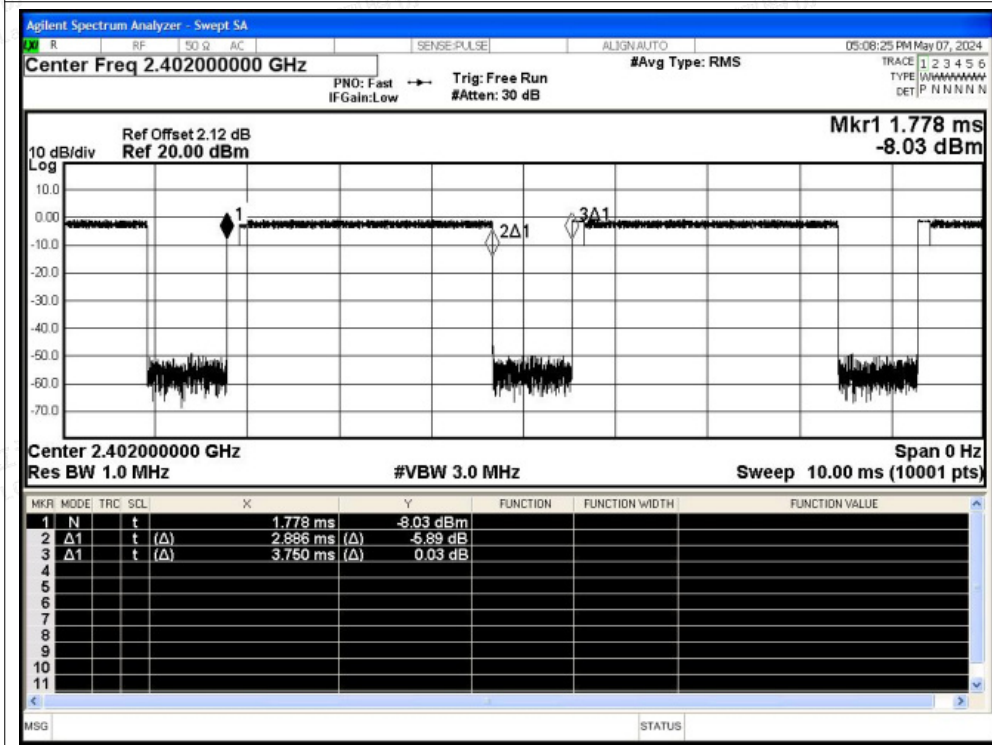 Agilent Spectrum Analyzer - Swept SA
LXI R RF 50 Ω AC SENSE:PULSE ALIGNAUTO 05:08:25 PM May 07, 2024
Center Freq 2.402000000 GHz
PNO: Fast
IFGain:Low
Trig: Free Run
#Atten: 30 dB
#Avg Type: RMS
TRACE 1 2 3 4 5 6
TYPE
DET P N N N N N
Mkr1 1.778 ms
-8.03 dBm
Ref Offset 2.12 dB
10 dB/div Ref 20.00 dBm
Log
10.0
0.00
-10.0
-20.0
-30.0
-40.0
-50.0
-60.0
-70.0
1
2Δ1
3Δ1
Center 2.402000000 GHz Span 0 Hz
Res BW 1.0 MHz #VBW 3.0 MHz Sweep 10.00 ms (10001 pts)
MKR MODE TRC SCL X Y FUNCTION FUNCTION WIDTH FUNCTION VALUE
1 N t 1.778 ms -8.03 dBm
2 Δ1 t (Δ) 2.886 ms (Δ) -5.89 dB
3 Δ1 t (Δ) 3.750 ms (Δ) 0.03 dB
4
5
6
7
8
9
10
11
MSG STATUS